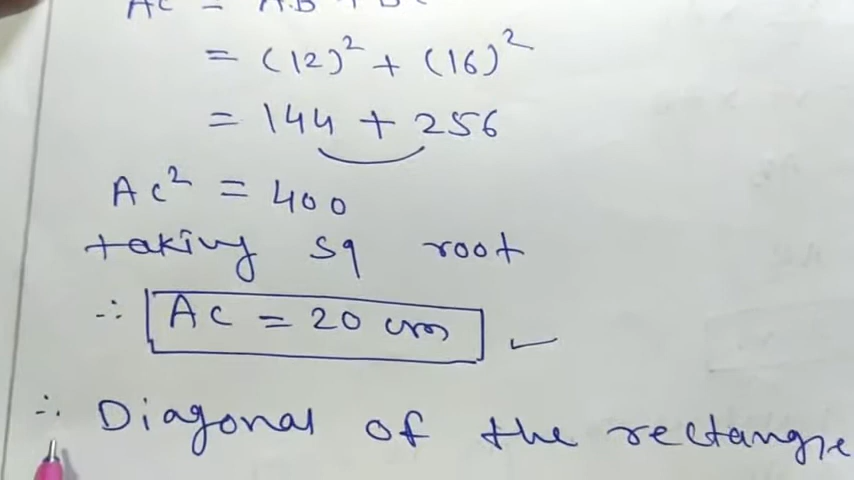 = (12)² + (16)²
= 144 + 256
AC² = 400
taking sq root
∴ AC = 20 cm
∴ Diagonal of the rectangle